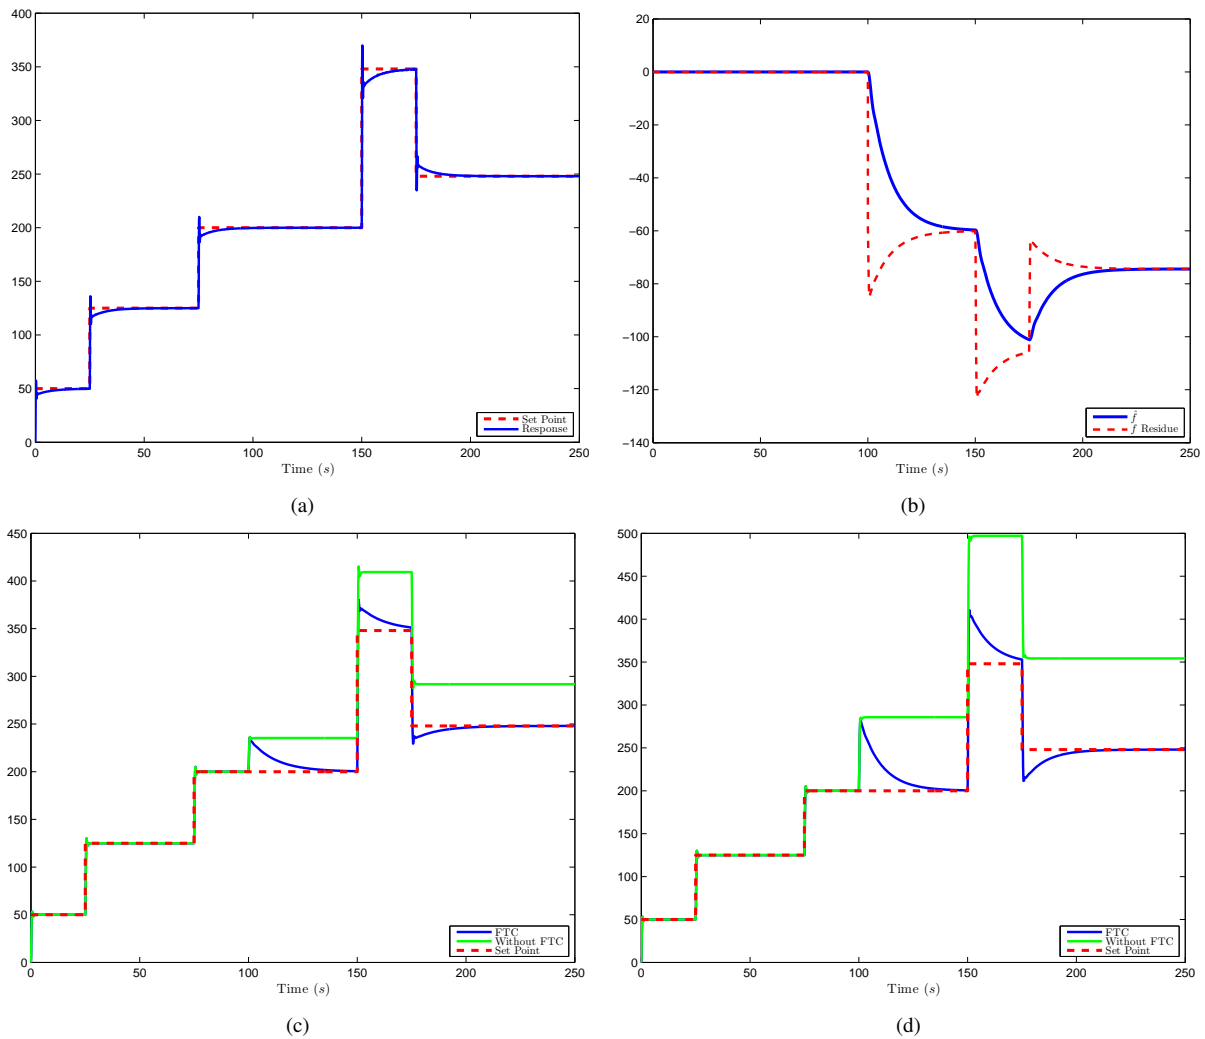 400
350
300
250
200
150
100
50
0
0 50 100 150 200 250
Time (s)
Set Point
Response
(a)
20
0
−20
−40
−60
−80
−100
−120
−140
0 50 100 150 200 250
Time (s)
f̂
f Residue
(b)
450
400
350
300
250
200
150
100
50
0
0 50 100 150 200 250
Time (s)
FTC
Without FTC
Set Point
(c)
500
450
400
350
300
250
200
150
100
50
0
0 50 100 150 200 250
Time (s)
FTC
Without FTC
Set Point
(d)